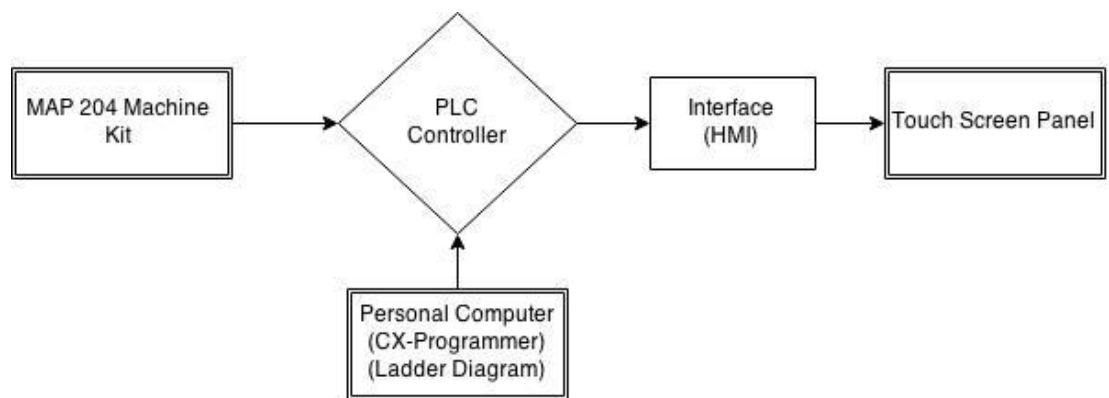 MAP 204 Machine
Kit
PLC
Controller
Interface
(HMI)
Touch Screen Panel
Personal Computer
(CX-Programmer)
(Ladder Diagram)